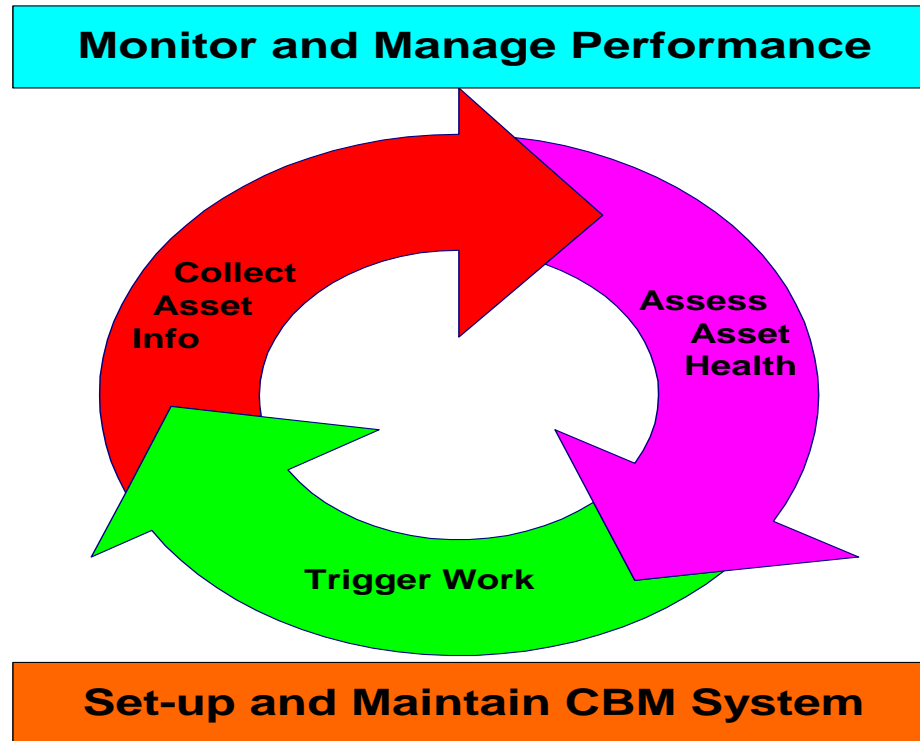 Monitor and Manage Performance
Collect
Asset
Info
Assess
Asset
Health
Trigger Work
Set-up and Maintain CBM System